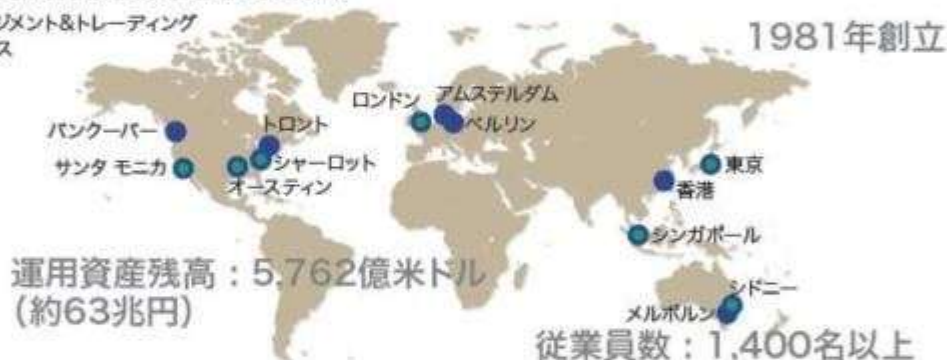 ジメント&トレーディング
ス
1981年創立
ロンドン
アムステルダム
ベルリン
バンクーバー
トロント
サンタ モニカ
シャーロット
オースティン
東京
香港
シンガポール
運用資産残高：5,762億米ドル
(約63兆円)
シドニー
メルボルン
従業員数：1,400名以上